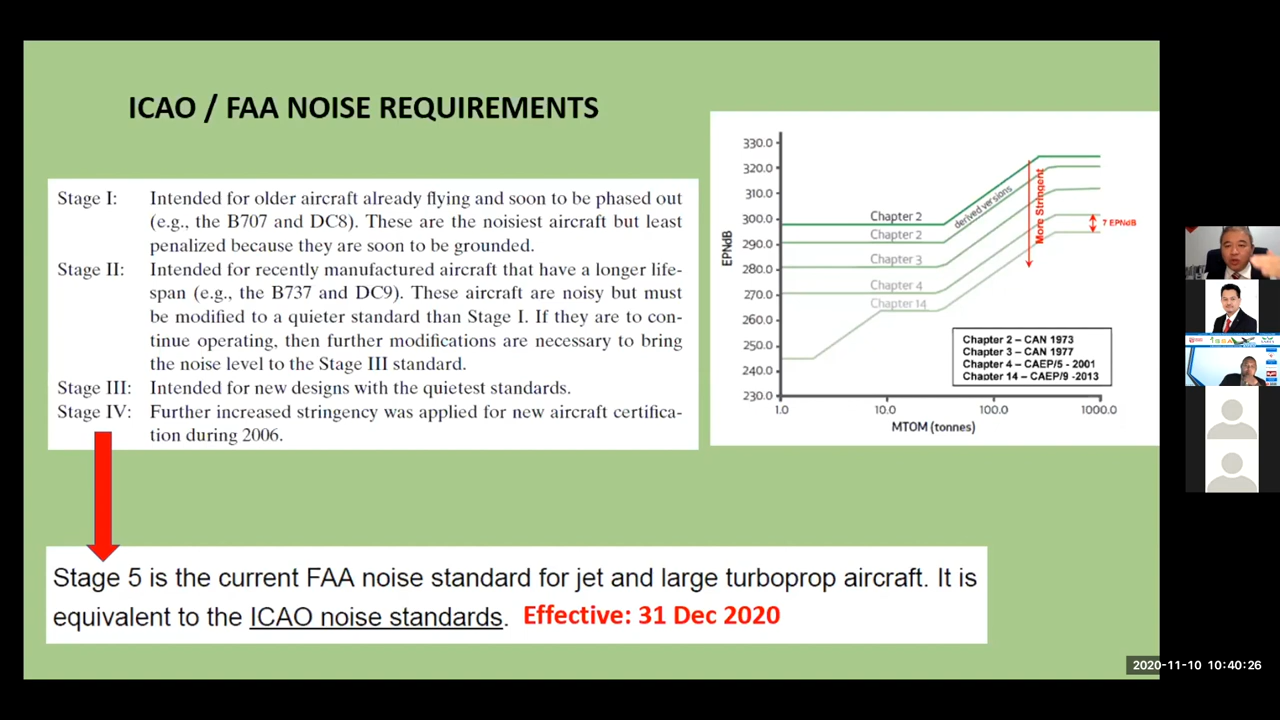 ICAO / FAA NOISE REQUIREMENTS
Stage I: Intended for older aircraft already flying and soon to be phased out
(e.g., the B707 and DC8). These are the noisiest aircraft but least
penalized because they are soon to be grounded.
Stage II: Intended for recently manufactured aircraft that have a longer life-
span (e.g., the B737 and DC9). These aircraft are noisy but must
be modified to a quieter standard than Stage I. If they are to con-
tinue operating, then further modifications are necessary to bring
the noise level to the Stage III standard.
Stage III: Intended for new designs with the quietest standards.
Stage IV: Further increased stringency was applied for new aircraft certifica-
tion during 2006.
330.0
320.0
310.0
300.0
290.0
280.0
270.0
260.0
250.0
240.0
230.0
EPNdB
Chapter 2
Chapter 2
Chapter 3
Chapter 4
Chapter 14
derived versions
More Stringent
7 EPNdB
Chapter 2 – CAN 1973
Chapter 3 – CAN 1977
Chapter 4 – CAEP/5 - 2001
Chapter 14 – CAEP/9 -2013
1.0 10.0 100.0 1000.0
MTOM (tonnes)
Stage 5 is the current FAA noise standard for jet and large turboprop aircraft. It is
equivalent to the ICAO noise standards. Effective: 31 Dec 2020
2020-11-10 10:40:26